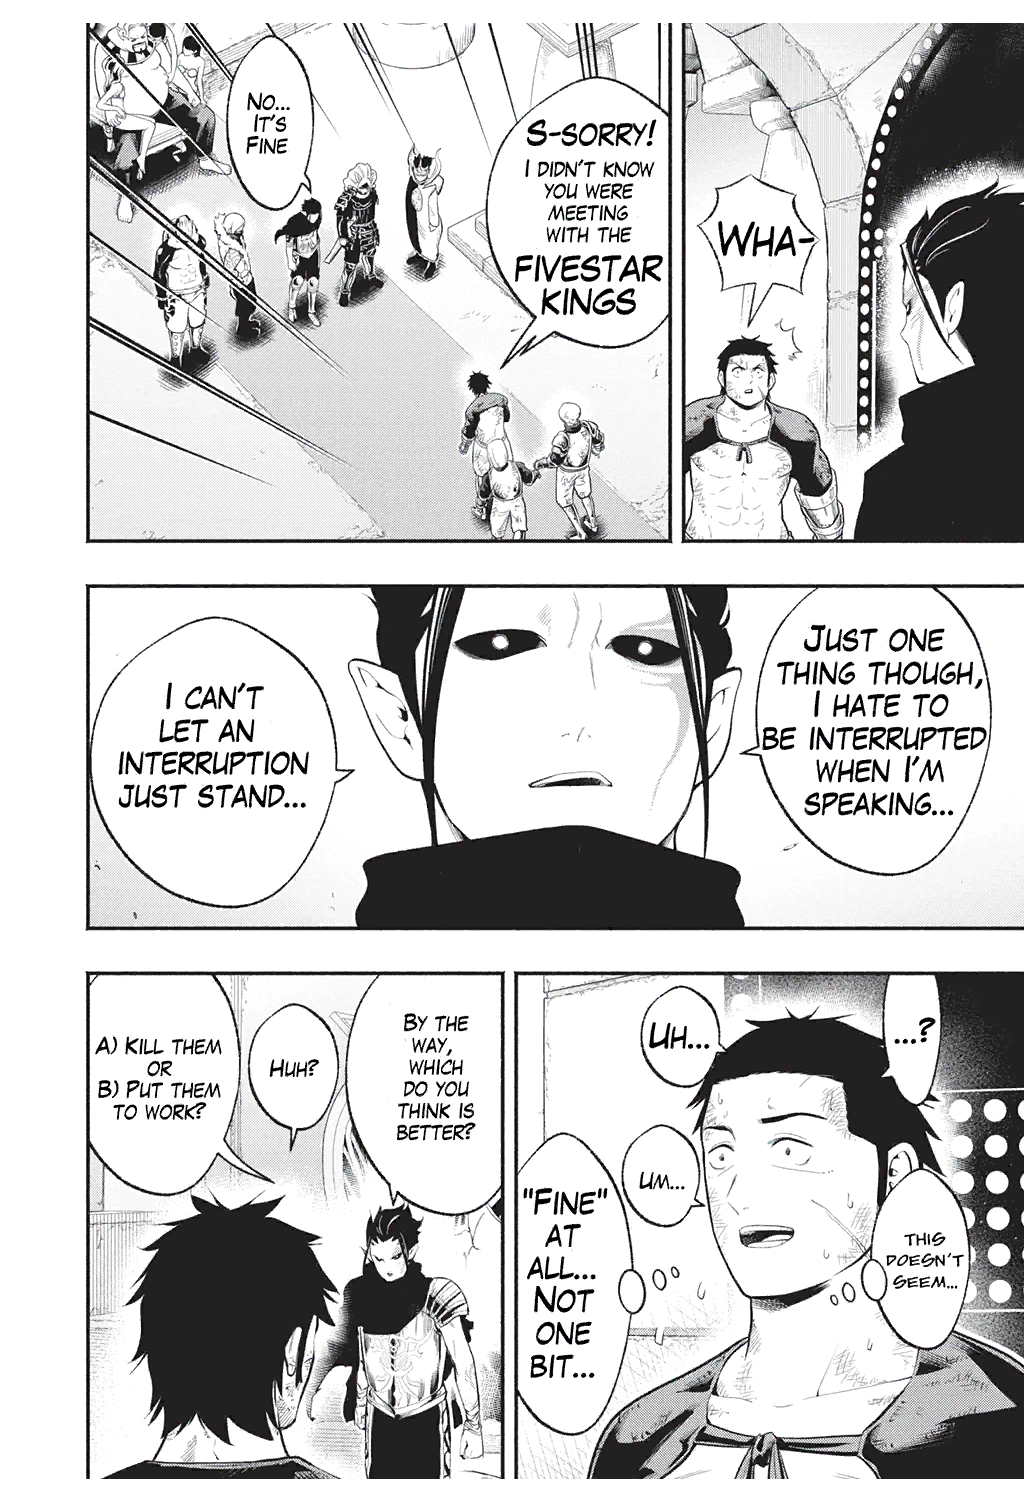 WHA-
S-SORRY!
I DIDN'T KNOW
YOU WERE
MEETING
WITH THE
FIVESTAR
KINGS
NO...
IT'S
FINE
JUST ONE
THING THOUGH,
I HATE TO
BE INTERRUPTED
WHEN I'M
SPEAKING...
I CAN'T
LET AN
INTERRUPTION
JUST STAND...
...?
UH...
THIS
DOESN'T
SEEM...
UM...
"FINE"
AT
ALL...
NOT
ONE
BIT...
BY THE
WAY,
WHICH
DO YOU
THINK IS
BETTER?
HUH?
A) KILL THEM
OR
B) PUT THEM
TO WORK?